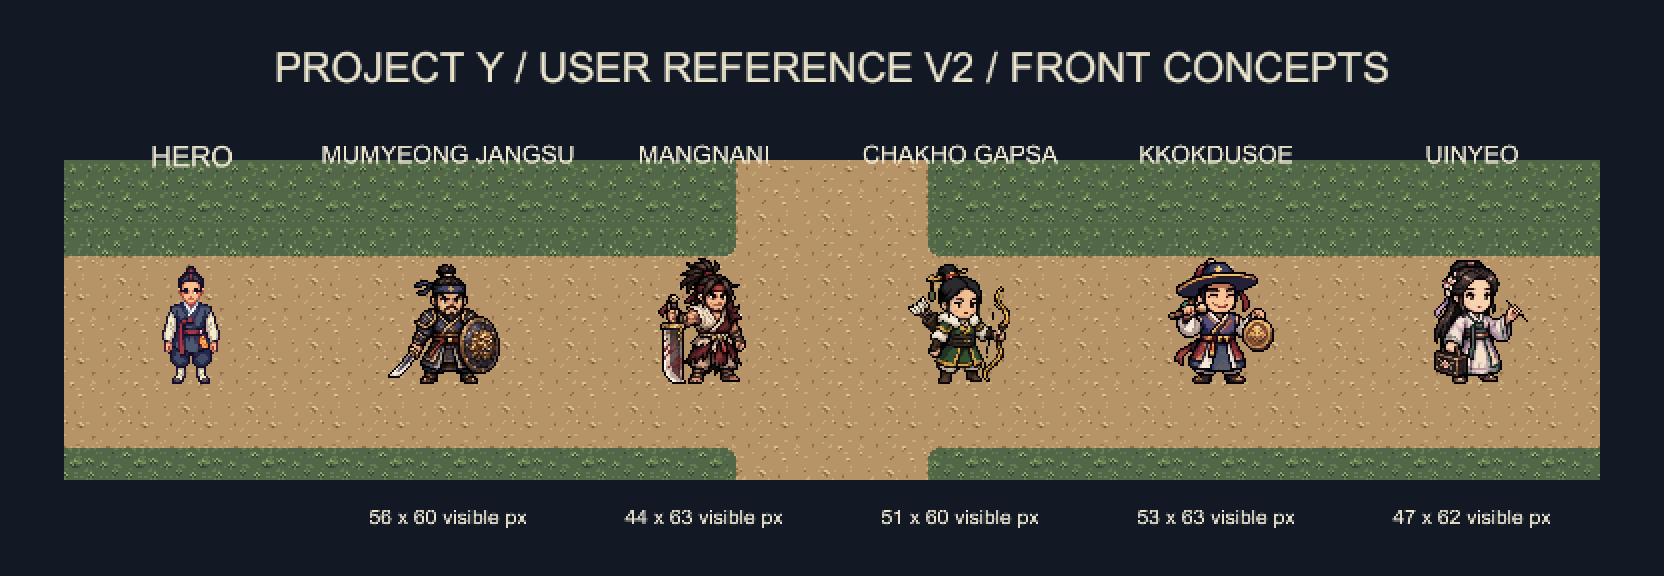 PROJECT Y / USER REFERENCE V2 / FRONT CONCEPTS
HERO MUMYEONG JANGSU MANGNANI CHAKHO GAPSA KKOKDUSOE UINYEO
56 x 60 visible px 44 x 63 visible px 51 x 60 visible px 53 x 63 visible px 47 x 62 visible px